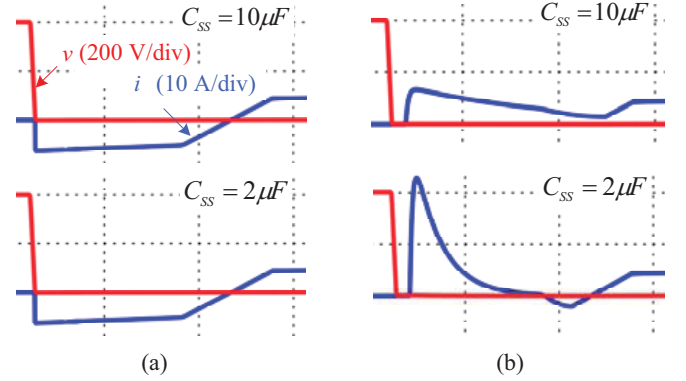 C_SS = 10μF
v (200 V/div)
i (10 A/div)
C_SS = 2μF
(a)
C_SS = 10μF
C_SS = 2μF
(b)